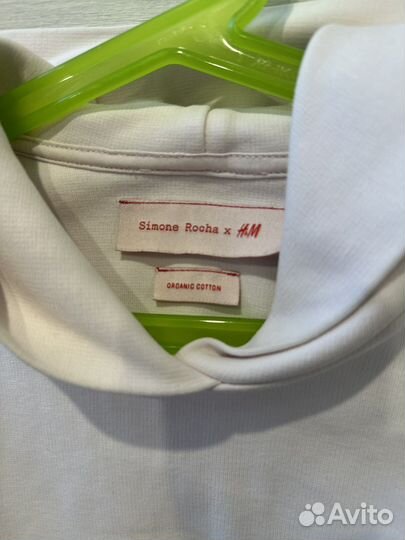 Simone Rocha x H&M
ORGANIC COTTON
Avito